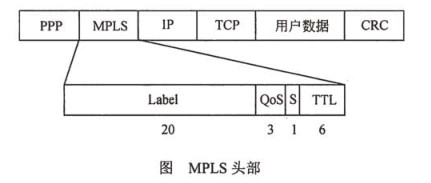 PPP MPLS IP TCP 用户数据 CRC
Label QoS S TTL
20 3 1 6
图 MPLS 头部